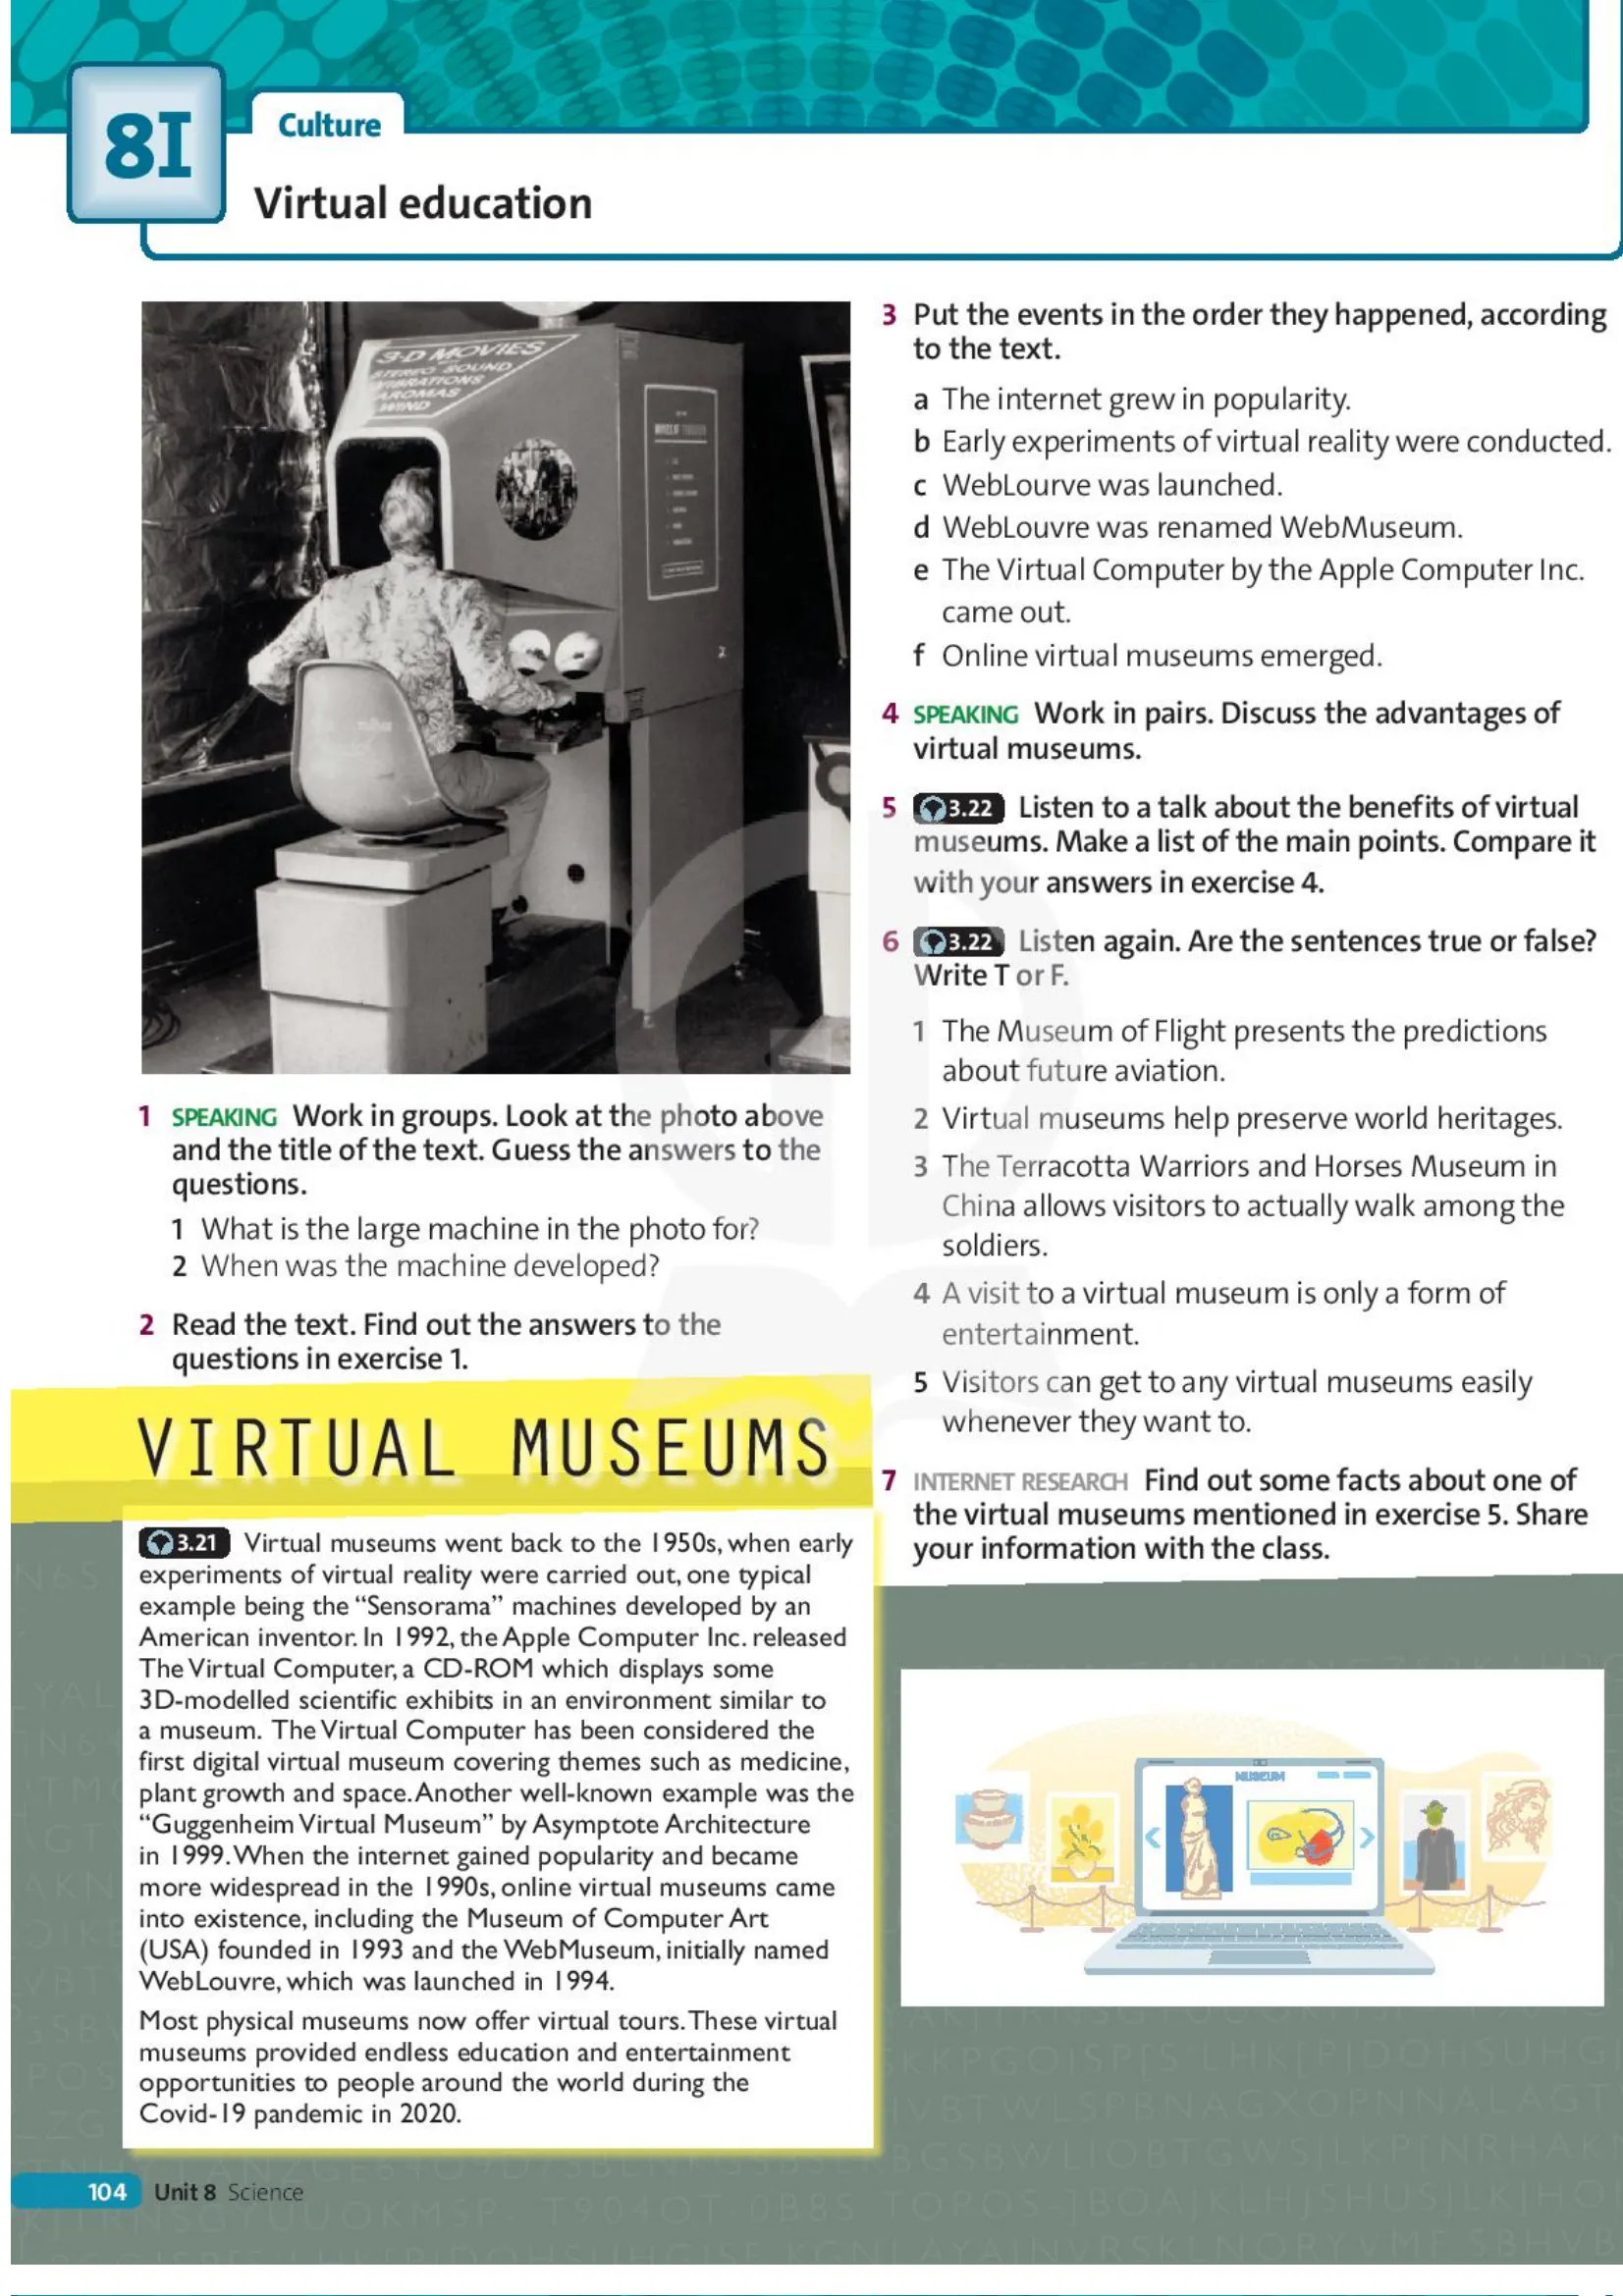 8I
Culture
Virtual education
3-D MOVIES
STEREO SOUND
VIBRATIONS
AROMAS
WIND
1 SPEAKING Work in groups. Look at the photo above
and the title of the text. Guess the answers to the
questions.
1 What is the large machine in the photo for?
2 When was the machine developed?
2 Read the text. Find out the answers to the
questions in exercise 1.
VIRTUAL MUSEUMS
3.21 Virtual museums went back to the 1950s, when early
experiments of virtual reality were carried out, one typical
example being the “Sensorama” machines developed by an
American inventor. In 1992, the Apple Computer Inc. released
The Virtual Computer, a CD-ROM which displays some
3D-modelled scientific exhibits in an environment similar to
a museum. The Virtual Computer has been considered the
first digital virtual museum covering themes such as medicine,
plant growth and space. Another well-known example was the
“Guggenheim Virtual Museum” by Asymptote Architecture
in 1999. When the internet gained popularity and became
more widespread in the 1990s, online virtual museums came
into existence, including the Museum of Computer Art
(USA) founded in 1993 and the WebMuseum, initially named
WebLouvre, which was launched in 1994.
Most physical museums now offer virtual tours. These virtual
museums provided endless education and entertainment
opportunities to people around the world during the
Covid-19 pandemic in 2020.
3 Put the events in the order they happened, according
to the text.
a The internet grew in popularity.
b Early experiments of virtual reality were conducted.
c WebLourve was launched.
d WebLouvre was renamed WebMuseum.
e The Virtual Computer by the Apple Computer Inc.
came out.
f Online virtual museums emerged.
4 SPEAKING Work in pairs. Discuss the advantages of
virtual museums.
5 3.22 Listen to a talk about the benefits of virtual
museums. Make a list of the main points. Compare it
with your answers in exercise 4.
6 3.22 Listen again. Are the sentences true or false?
Write T or F.
1 The Museum of Flight presents the predictions
about future aviation.
2 Virtual museums help preserve world heritages.
3 The Terracotta Warriors and Horses Museum in
China allows visitors to actually walk among the
soldiers.
4 A visit to a virtual museum is only a form of
entertainment.
5 Visitors can get to any virtual museums easily
whenever they want to.
7 INTERNET RESEARCH Find out some facts about one of
the virtual museums mentioned in exercise 5. Share
your information with the class.
MUSEUM
104 Unit 8 Science